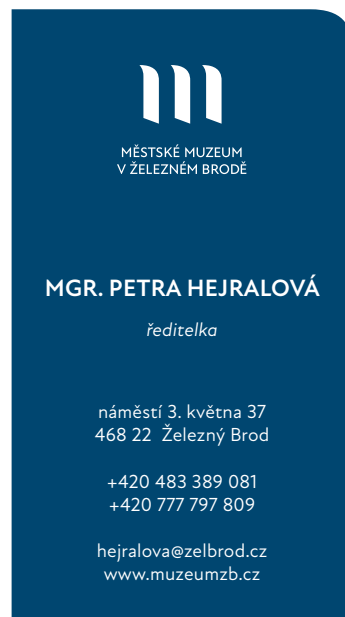 MĚSTSKÉ MUZEUM
V ŽELEZNÉM BRODĚ
MGR. PETRA HEJRALOVÁ
ředitelka
náměstí 3. května 37
468 22  Železný Brod
+420 483 389 081
+420 777 797 809
hejralova@zelbrod.cz
www.muzeumzb.cz